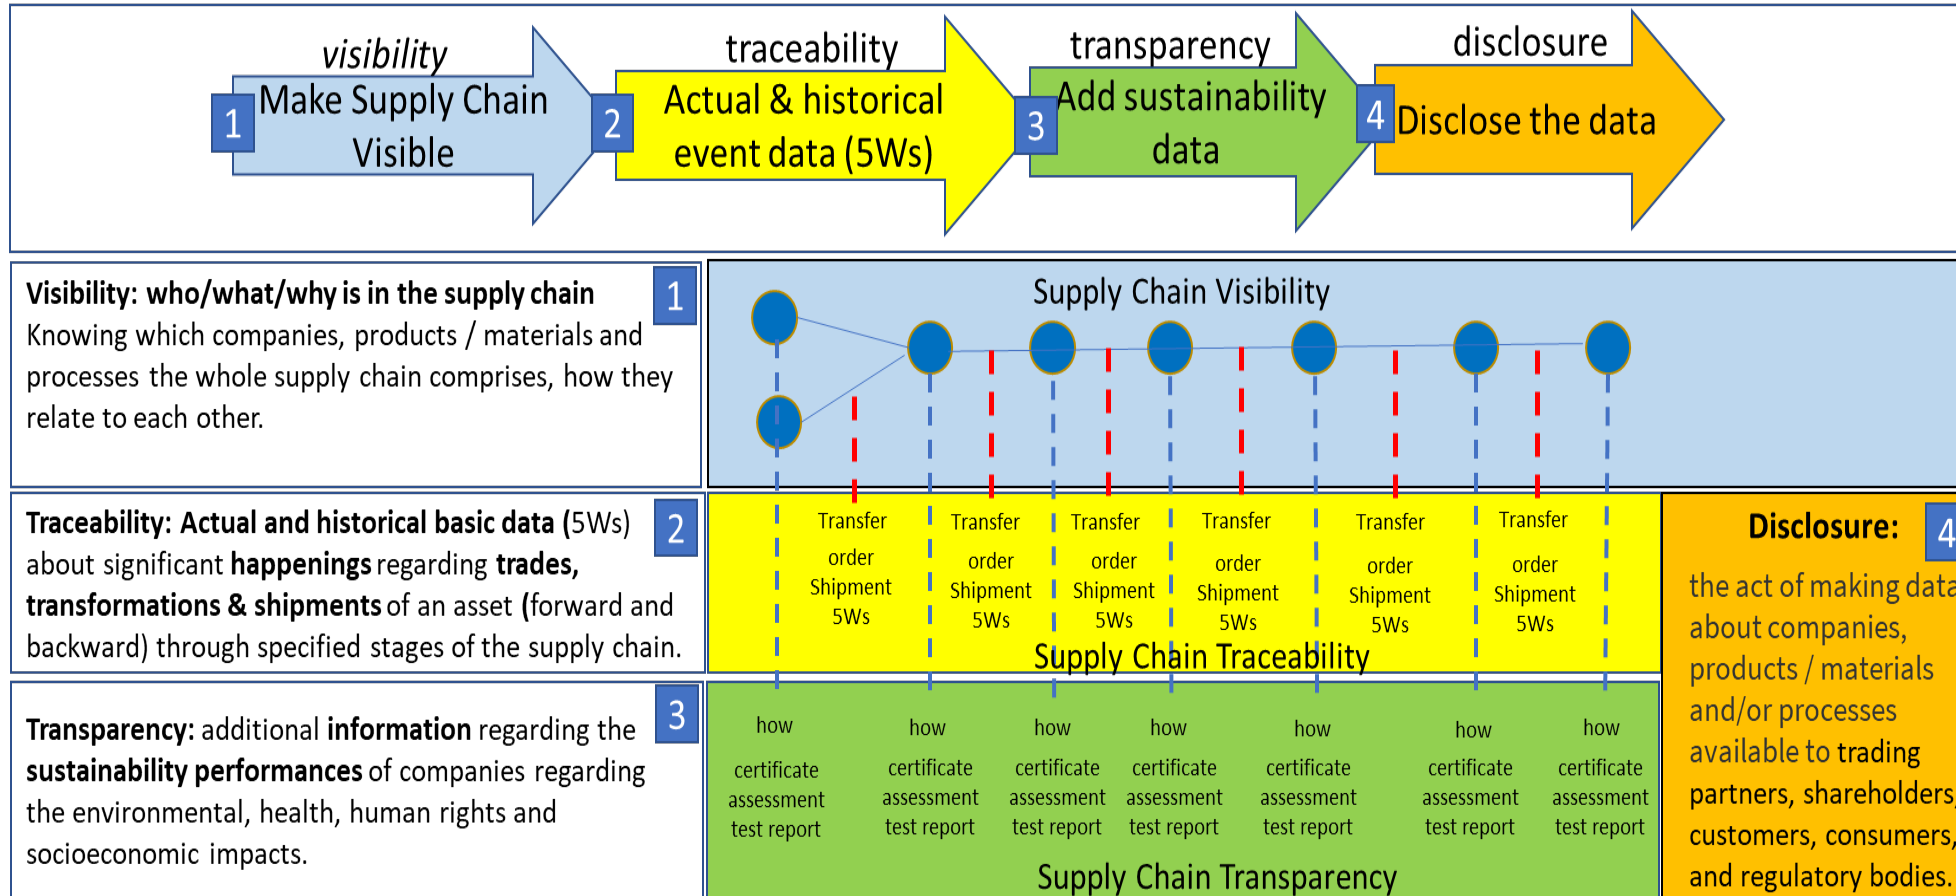 visibility
traceability
transparency
disclosure
1
Make Supply Chain
Visible
2
Actual & historical
event data (5Ws)
3
Add sustainability
data
4
Disclose the data
Visibility: who/what/why is in the supply chain
1
Knowing which companies, products / materials and
processes the whole supply chain comprises, how they
relate to each other.
Supply Chain Visibility
Traceability: Actual and historical basic data (5Ws)
2
about significant happenings regarding trades,
transformations & shipments of an asset (forward and
backward) through specified stages of the supply chain.
Transfer
order
Shipment
5Ws
Transfer
order
Shipment
5Ws
Transfer
order
Shipment
5Ws
Transfer
order
Shipment
5Ws
Transfer
order
Shipment
5Ws
Transfer
order
Shipment
5Ws
Supply Chain Traceability
Transparency: additional information regarding the
3
sustainability performances of companies regarding
the environmental, health, human rights and
socioeconomic impacts.
how
certificate
assessment
test report
how
certificate
assessment
test report
how
certificate
assessment
test report
how
certificate
assessment
test report
how
certificate
assessment
test report
how
certificate
assessment
test report
how
certificate
assessment
test report
Supply Chain Transparency
Disclosure:
4
the act of making data
about companies,
products / materials
and/or processes
available to trading
partners, shareholders,
customers, consumers,
and regulatory bodies.